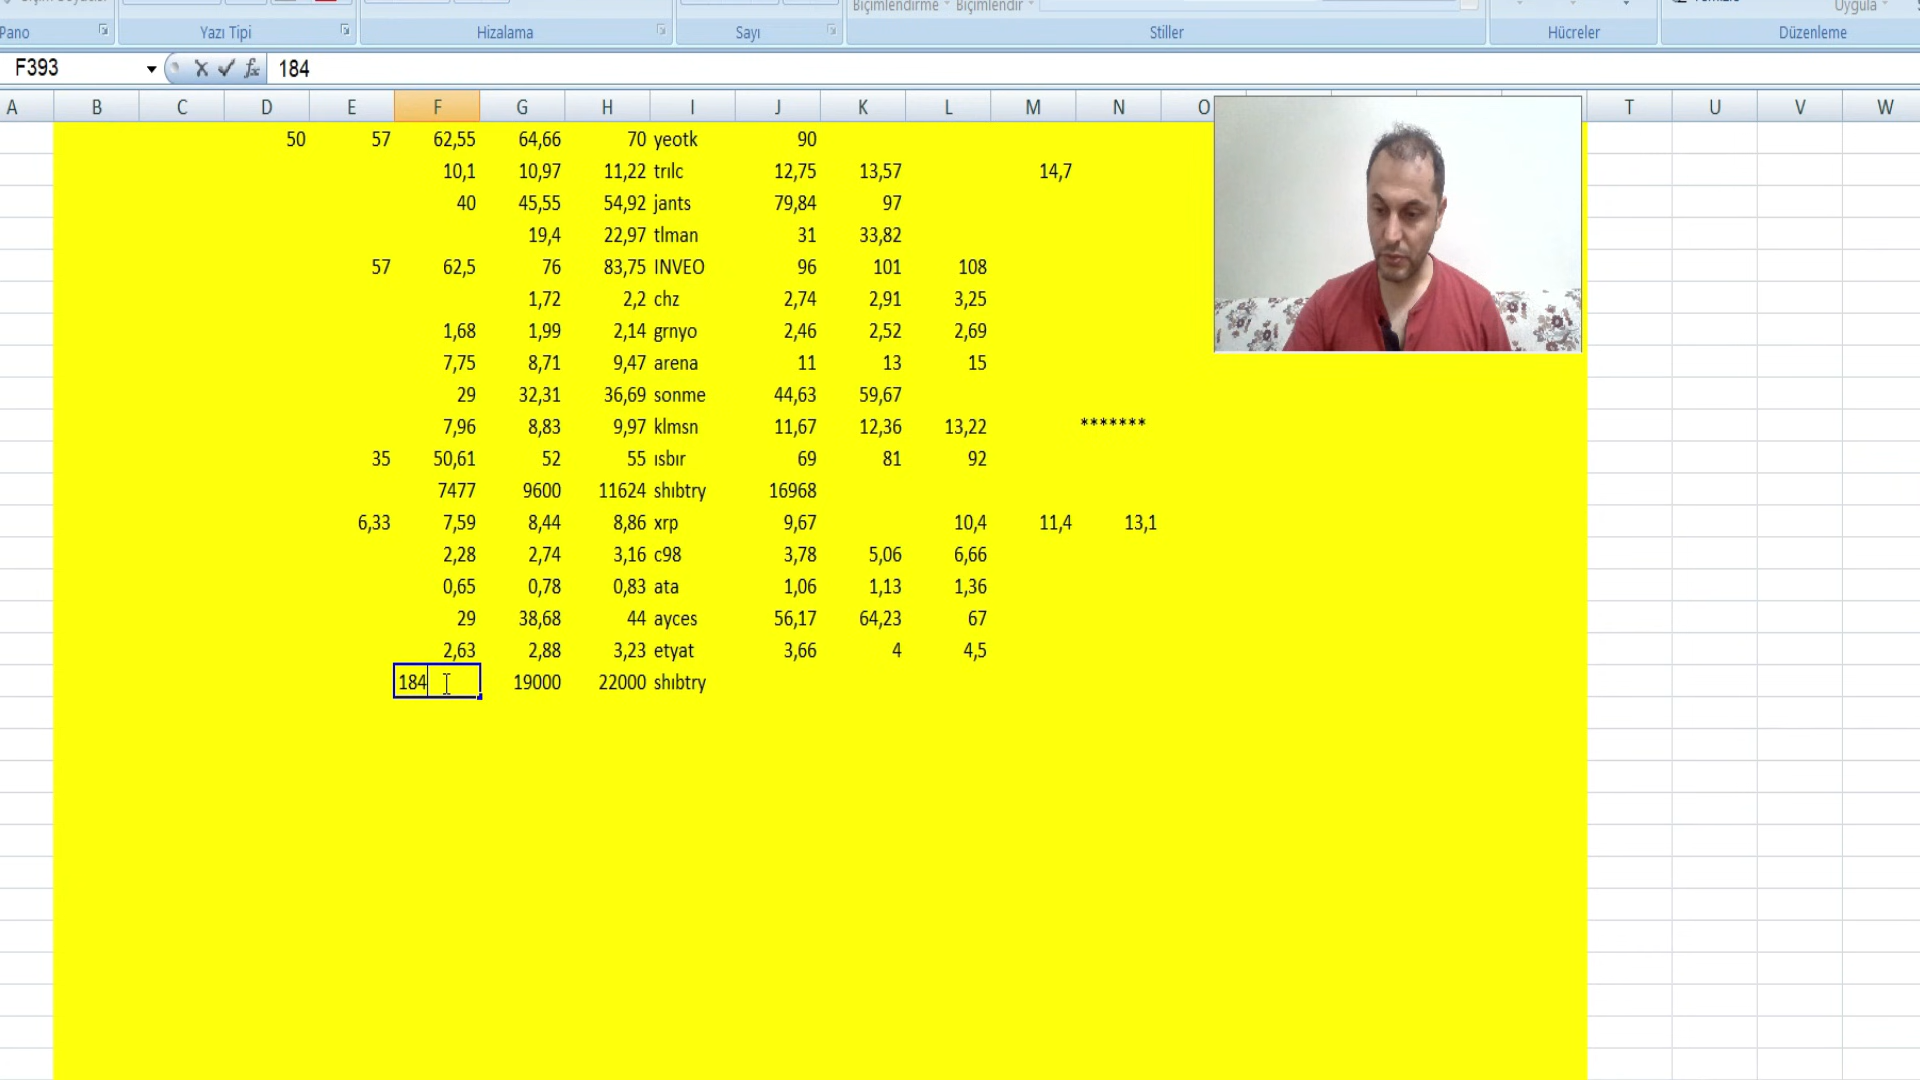 Biçimlendirme Biçimlendir
Uygula
Pano Yazı Tipi Hizalama Sayı Stiller Hücreler Düzenleme
F393 fx 184
A B C D E F G H I J K L M N O T U V W
50 57 62,55 64,66 70 yeotk 90
10,1 10,97 11,22 trılc 12,75 13,57 14,7
40 45,55 54,92 jants 79,84 97
19,4 22,97 tlman 31 33,82
57 62,5 76 83,75 INVEO 96 101 108
1,72 2,2 chz 2,74 2,91 3,25
1,68 1,99 2,14 grnyo 2,46 2,52 2,69
7,75 8,71 9,47 arena 11 13 15
29 32,31 36,69 sonme 44,63 59,67
7,96 8,83 9,97 klmsn 11,67 12,36 13,22 *******
35 50,61 52 55 ısbır 69 81 92
7477 9600 11624 shıbtry 16968
6,33 7,59 8,44 8,86 xrp 9,67 10,4 11,4 13,1
2,28 2,74 3,16 c98 3,78 5,06 6,66
0,65 0,78 0,83 ata 1,06 1,13 1,36
29 38,68 44 ayces 56,17 64,23 67
2,63 2,88 3,23 etyat 3,66 4 4,5
184 19000 22000 shıbtry